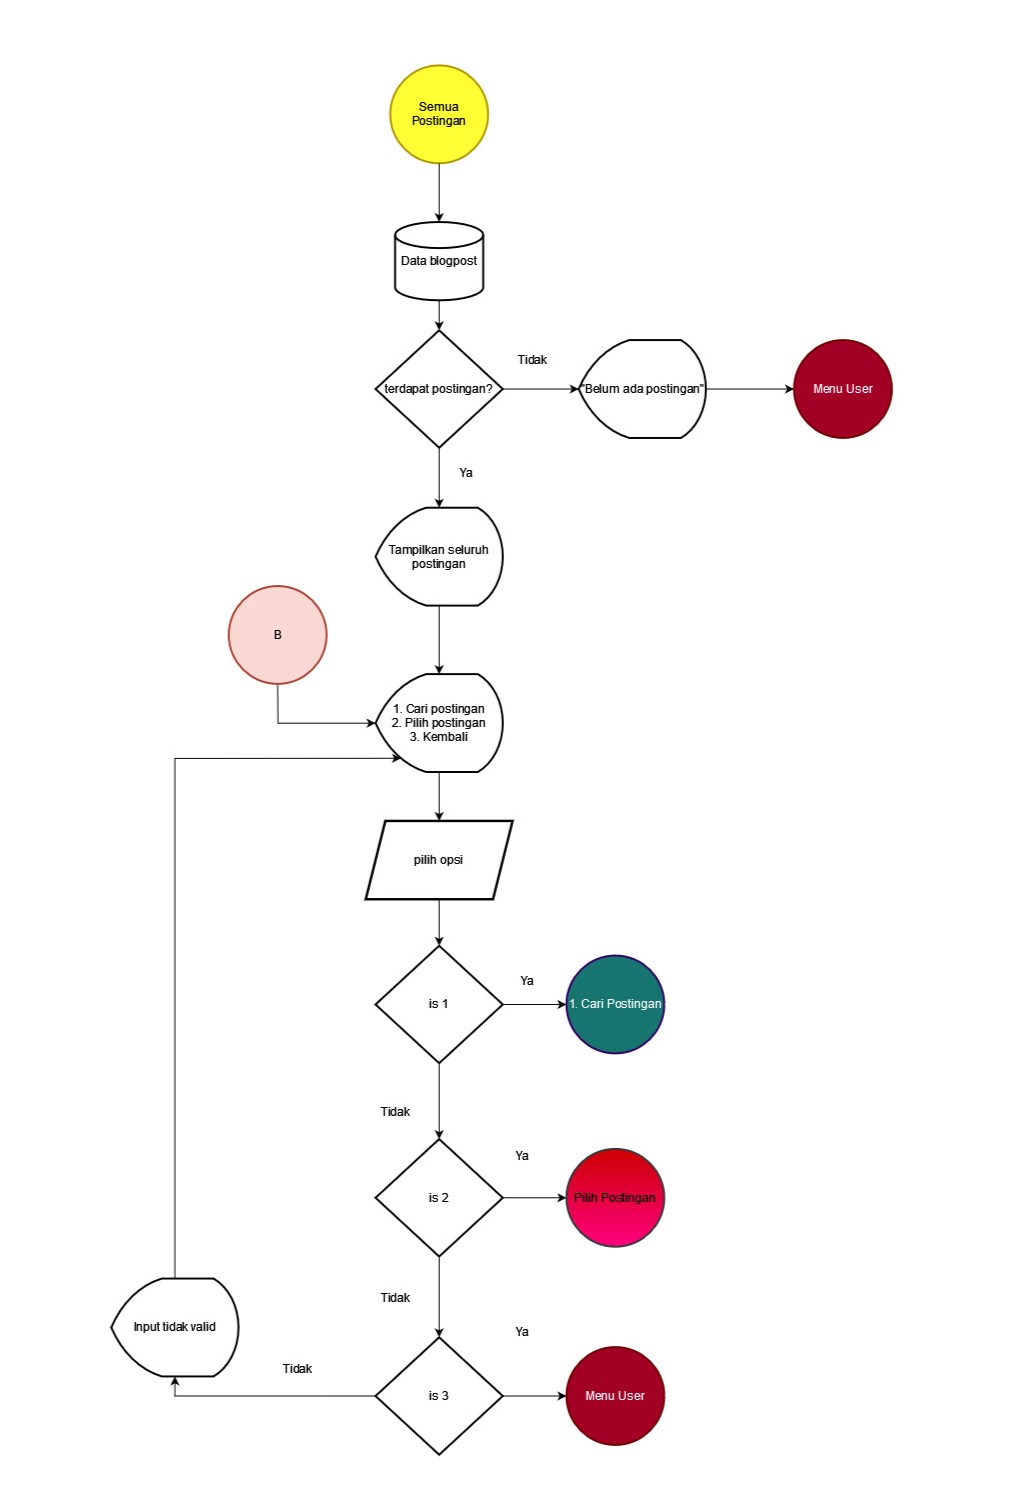 Semua
Postingan
Data blogpost
terdapat postingan?
Tidak
"Belum ada postingan"
Menu User
Ya
Tampilkan seluruh
postingan
B
1. Cari postingan
2. Pilih postingan
3. Kembali
pilih opsi
is 1
Ya
1. Cari Postingan
Tidak
is 2
Ya
Pilih Postingan
Tidak
is 3
Ya
Menu User
Tidak
Input tidak valid